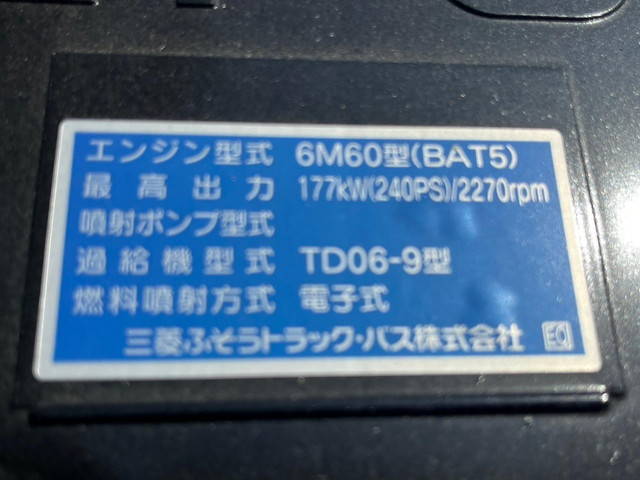 エンジン型式 6M60型(BAT5)
最高出力 177kW(240PS)/2270rpm
噴射ポンプ型式
過給機型式 TD06-9型
燃料噴射方式 電子式
三菱ふそうトラック・バス株式会社